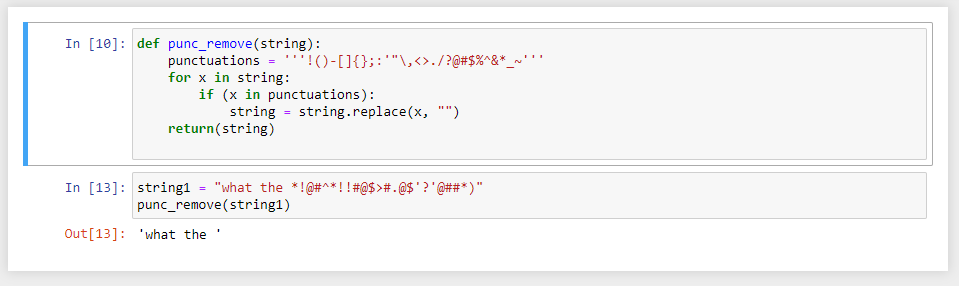 In [10]: def punc_remove(string):
    punctuations = '''!()-[]{};:'"\,<>./?@#$%^&*_~'''
    for x in string:
        if (x in punctuations):
            string = string.replace(x, "")
    return(string)
In [13]: string1 = "what the *!@#^*!!#@$>#.@$'?'@##*)"
punc_remove(string1)
Out[13]: 'what the '